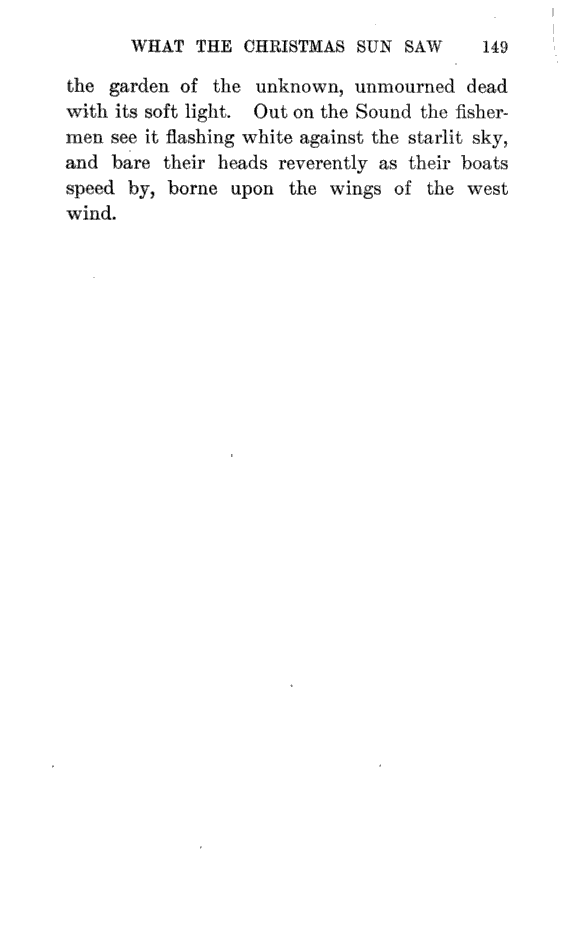 WHAT THE CHRISTMAS SUN SAW 149
the garden of the unknown, unmourned dead
with its soft light. Out on the Sound the fisher-
men see it flashing white against the starlit sky,
and bare their heads reverently as their boats
speed by, borne upon the wings of the west
wind.